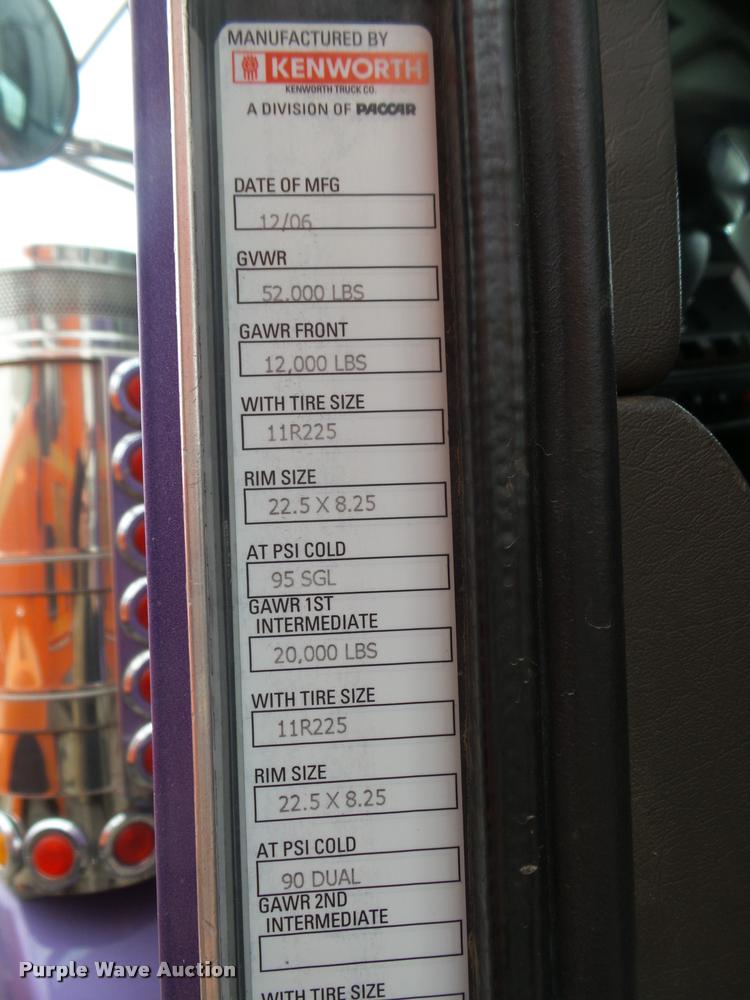 MANUFACTURED BY
KENWORTH
KENWORTH TRUCK CO.
A DIVISION OF PACCAR
DATE OF MFG
12/06
GVWR
52,000 LBS
GAWR FRONT
12,000 LBS
WITH TIRE SIZE
11R225
RIM SIZE
22.5 X 8.25
AT PSI COLD
95 SGL
GAWR 1ST
INTERMEDIATE
20,000 LBS
WITH TIRE SIZE
11R225
RIM SIZE
22.5 X 8.25
AT PSI COLD
90 DUAL
GAWR 2ND
INTERMEDIATE
WITH TIRE SIZE
Purple Wave Auction